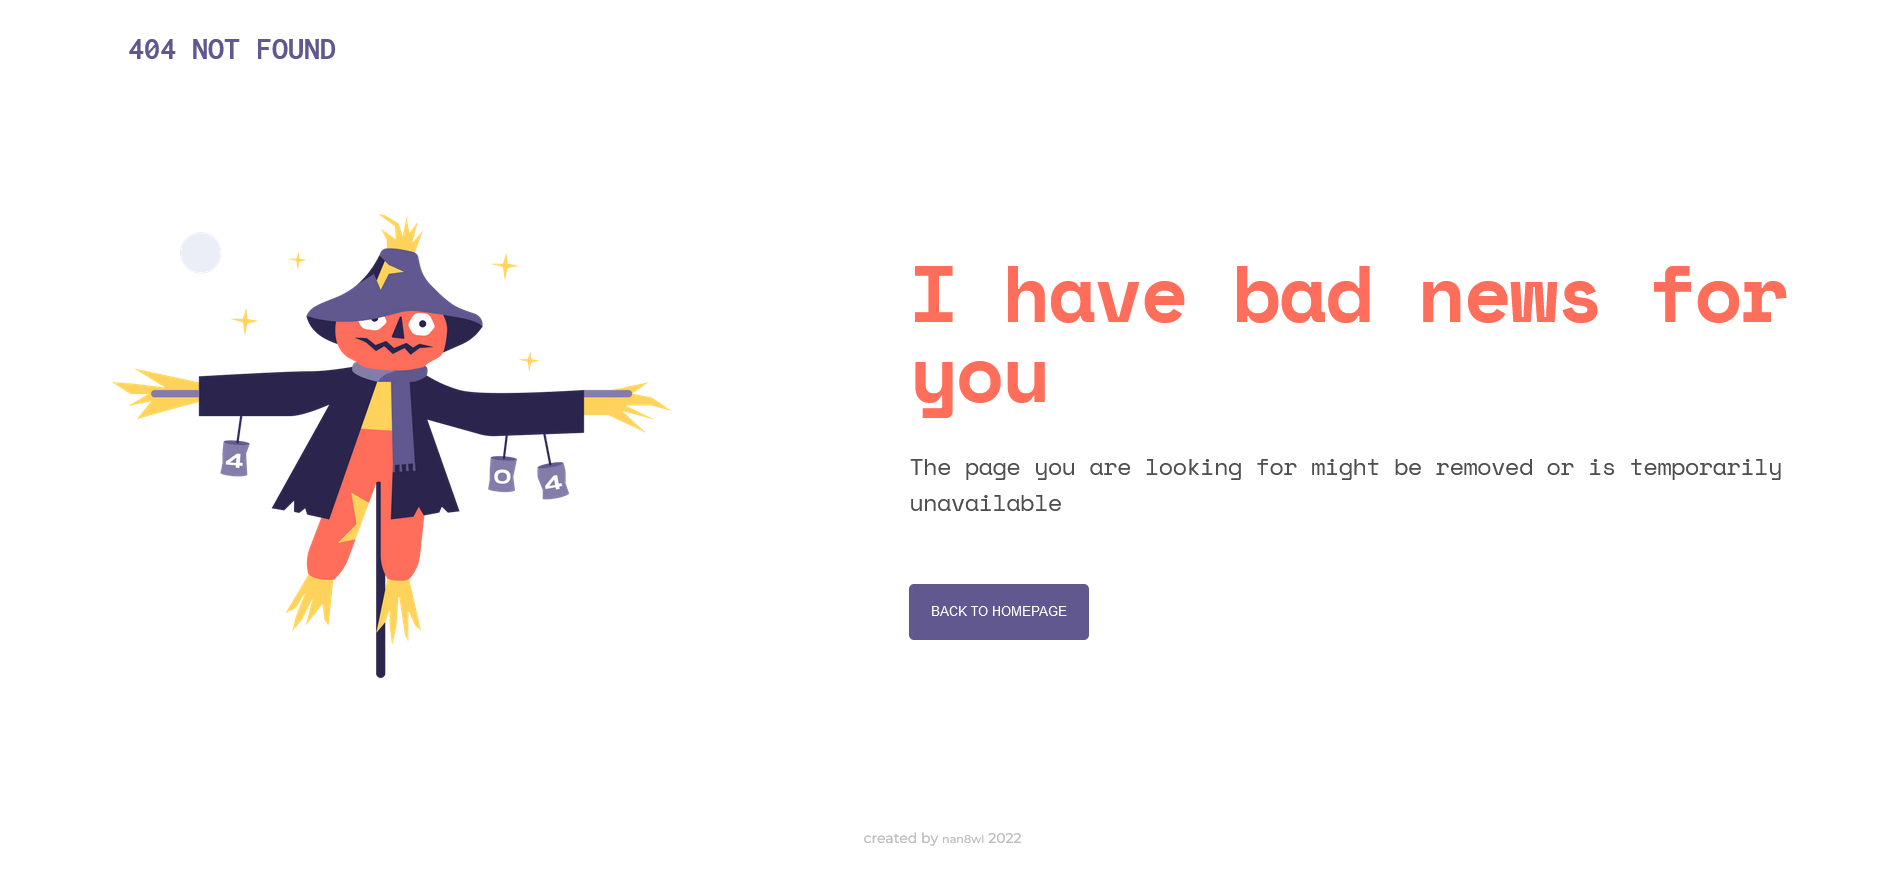 404 NOT FOUND
4
0
4
I have bad news for
you
The page you are looking for might be removed or is temporarily
unavailable
BACK TO HOMEPAGE
created by nan8wl 2022